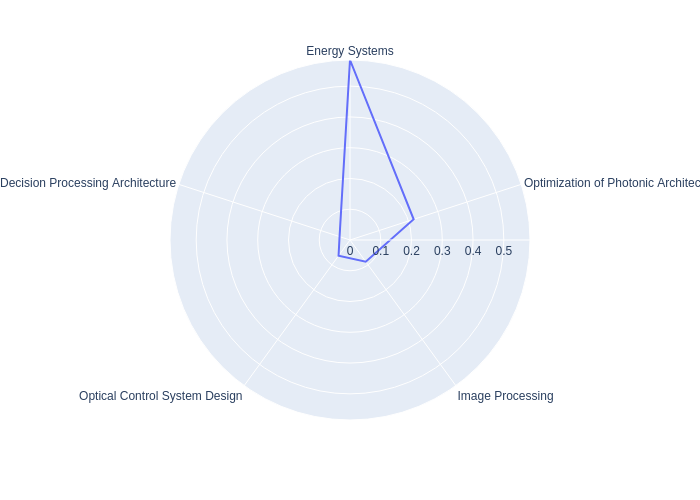 Energy Systems
Decision Processing Architecture
Optimization of Photonic Architec
0 0.1 0.2 0.3 0.4 0.5
Optical Control System Design
Image Processing